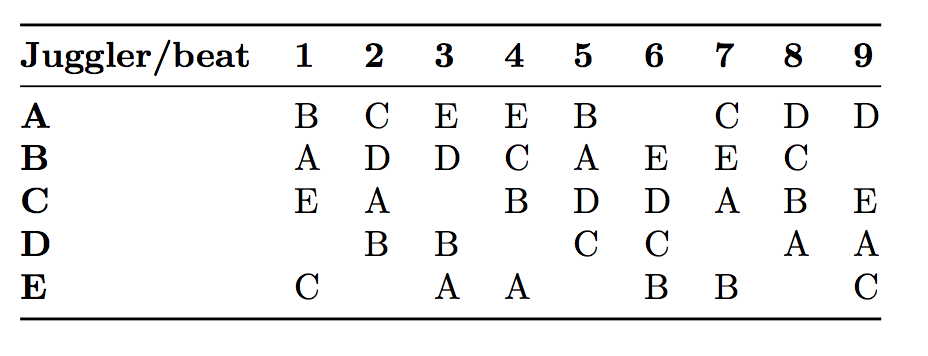 Juggler/beat 1 2 3 4 5 6 7 8 9
A B C E E B C D D
B A D D C A E E C
C E A B D D A B E
D B B C C A A
E C A A B B C